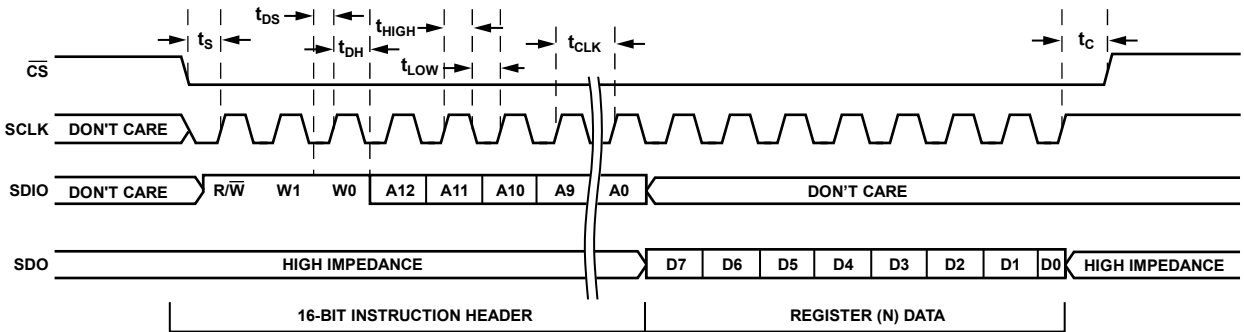 tDS
tHIGH
tS
tDH
tCLK
tC
tLOW
CS
SCLK DON'T CARE
SDIO DON'T CARE R/W W1 W0 A12 A11 A10 A9 A0 DON'T CARE
SDO HIGH IMPEDANCE D7 D6 D5 D4 D3 D2 D1 D0 HIGH IMPEDANCE
16-BIT INSTRUCTION HEADER REGISTER (N) DATA